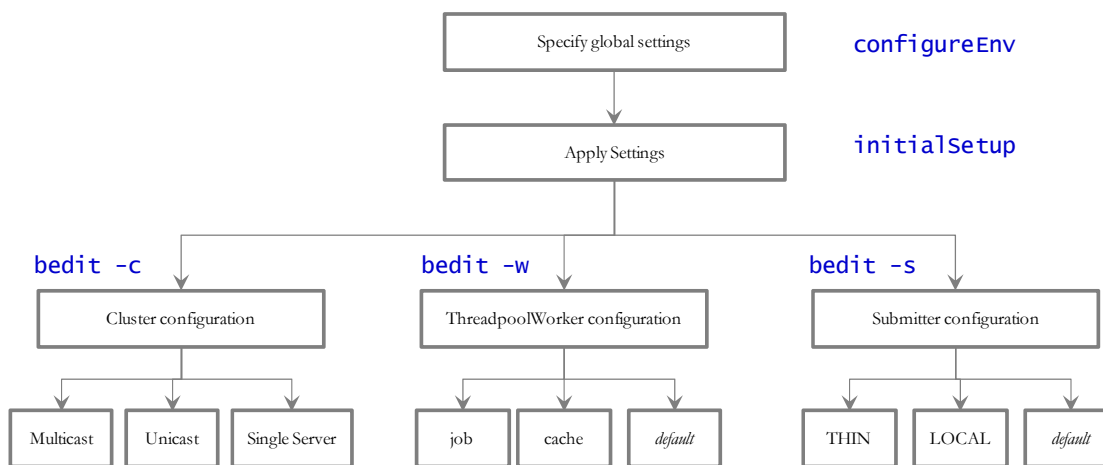 Specify global settings
configureEnv
Apply Settings
initialSetup
bedit -c
bedit -w
bedit -s
Cluster configuration
ThreadpoolWorker configuration
Submitter configuration
Multicast
Unicast
Single Server
job
cache
default
THIN
LOCAL
default